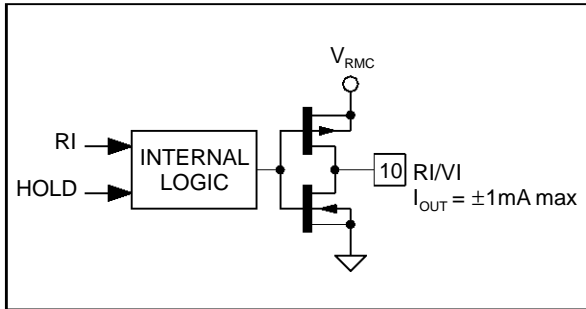 V_RMC
RI
INTERNAL
LOGIC
HOLD
10 RI/VI
I_OUT = ±1mA max